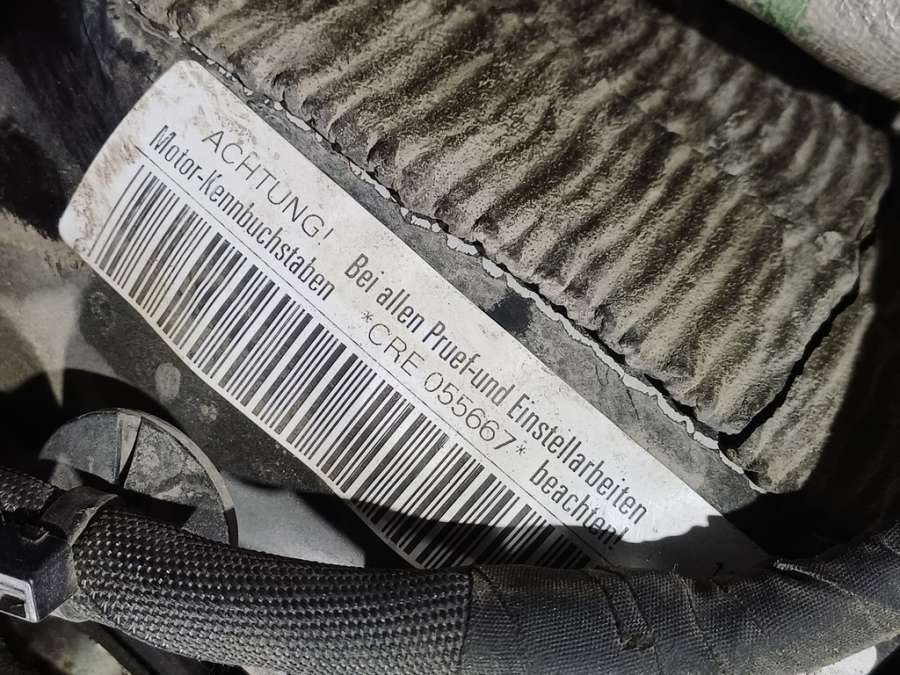 ACHTUNG! Bei allen Pruef-und Einstellarbeiten
Motor-Kennbuchstaben *CRE 055667* beachten!